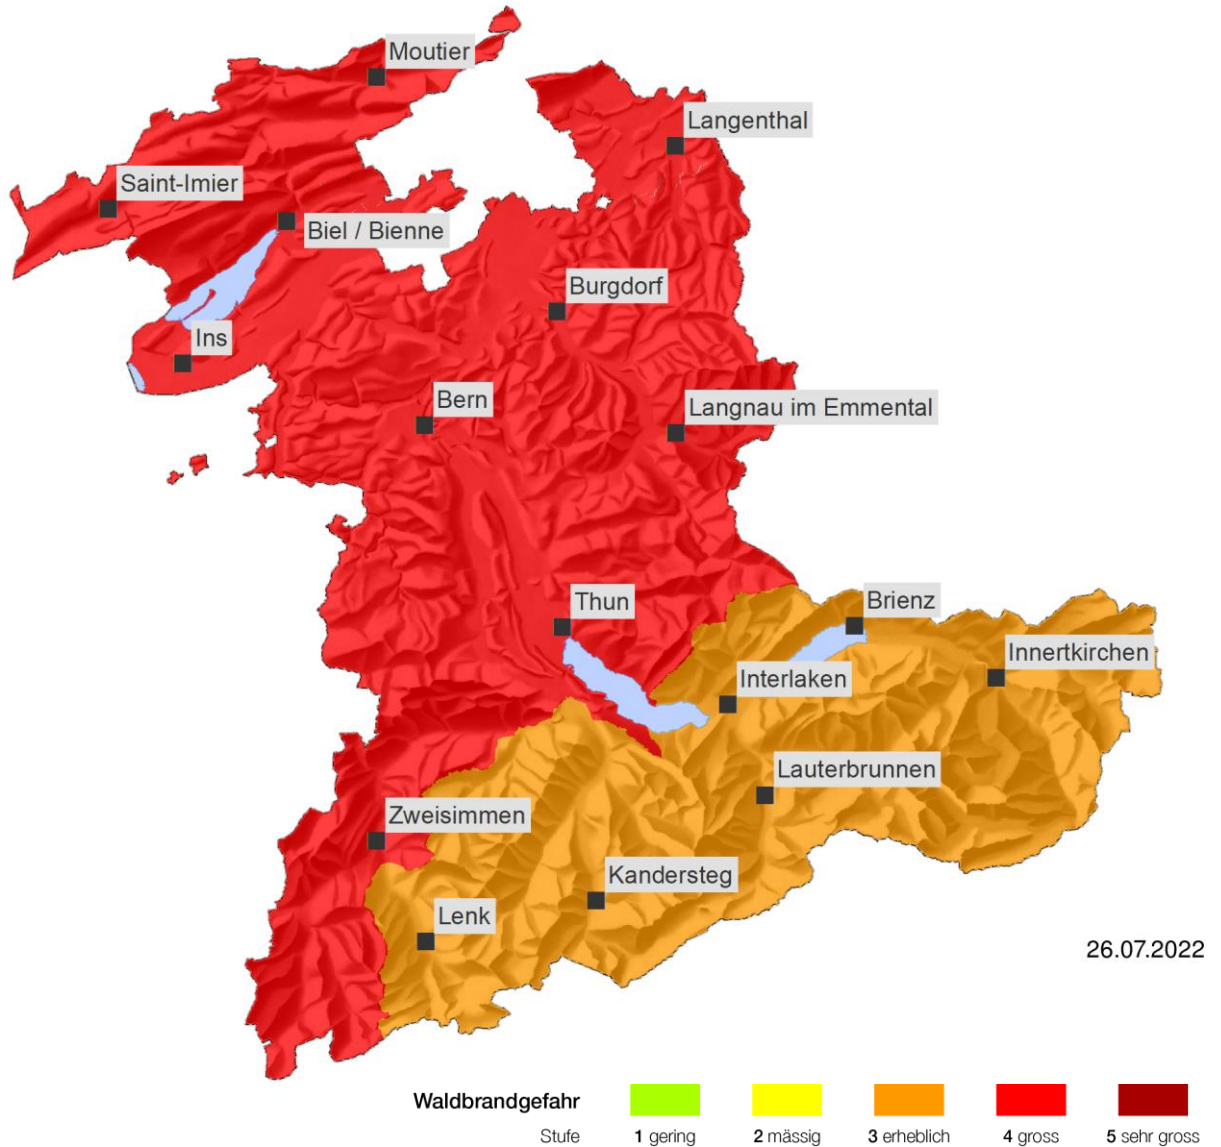 Moutier
Langenthal
Saint-Imier
Biel / Bienne
Burgdorf
Ins
Bern
Langnau im Emmental
Thun
Brienz
Innertkirchen
Interlaken
Lauterbrunnen
Zweisimmen
Kandersteg
Lenk
26.07.2022
Waldbrandgefahr
Stufe 1 gering 2 mässig 3 erheblich 4 gross 5 sehr gross